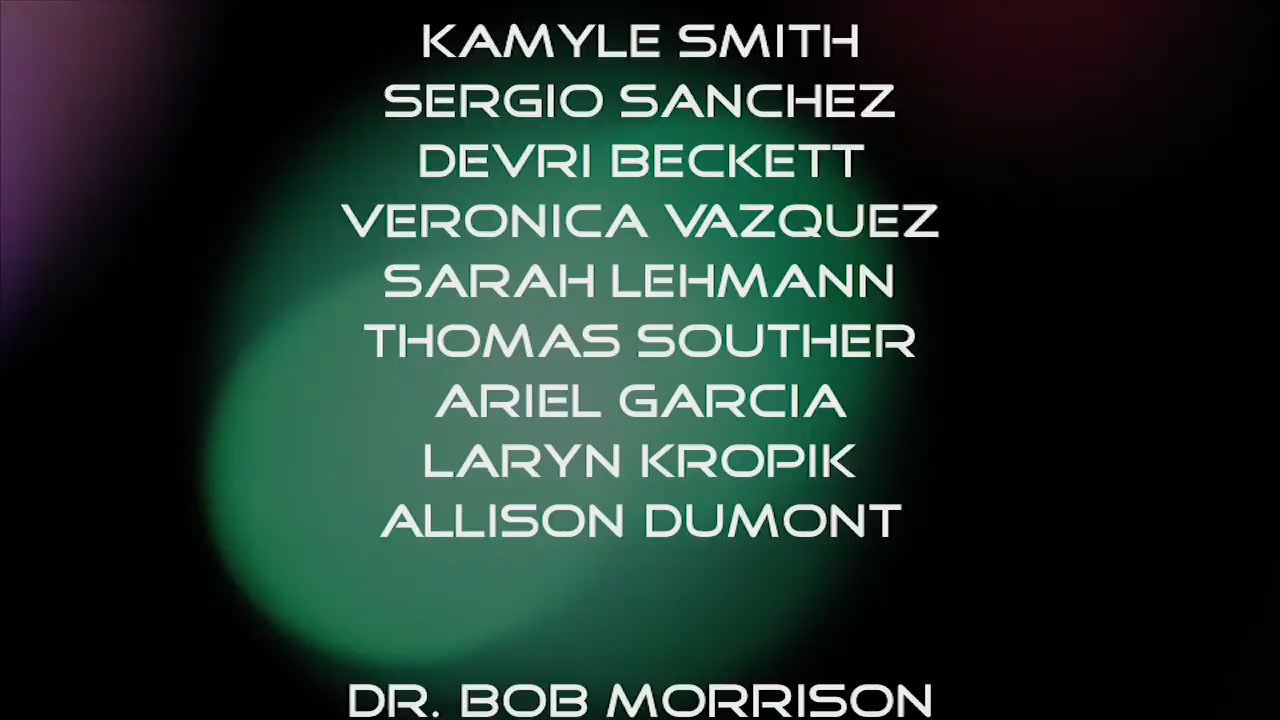 KAMYLE SMITH
SERGIO SANCHEZ
DEVRI BECKETT
VERONICA VAZQUEZ
SARAH LEHMANN
THOMAS SOUTHER
ARIEL GARCIA
LARYN KROPIK
ALLISON DUMONT
DR. BOB MORRISON